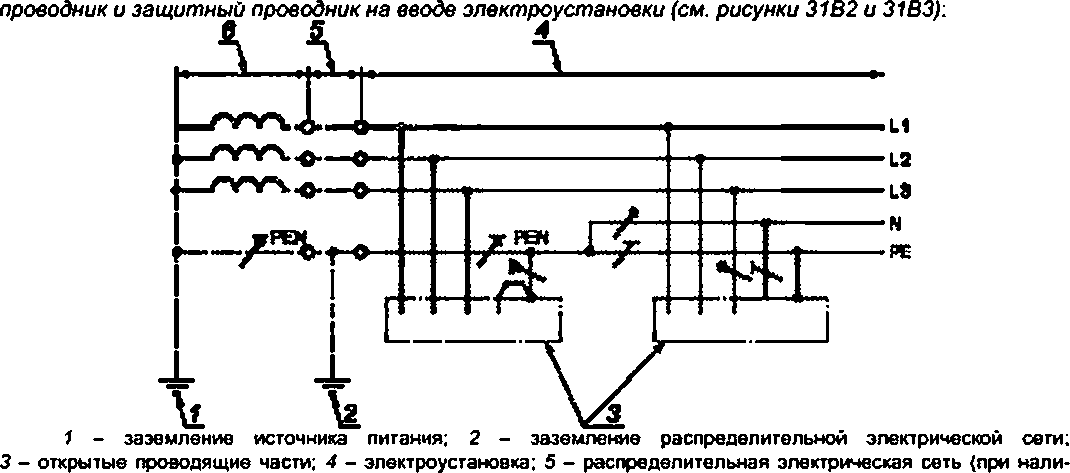 проводник и защитный проводник на вводе электроустановки (см. рисунки 31В2 и 31В3):
6 5 4
L1
L2
L3
N
PEN PEN PE
1 2 3
1 – заземление источника питания; 2 – заземление распределительной электрической сети;
3 – открытые проводящие части; 4 – электроустановка; 5 – распределительная электрическая сеть (при нали-